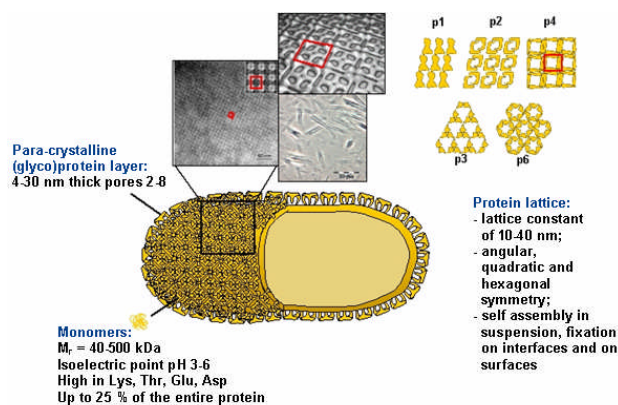 p1
p2
p4
p3
p6
Para-crystalline
(glyco)protein layer:
4-30 nm thick pores 2-8
Protein lattice:
- lattice constant
of 10-40 nm;
- angular,
quadratic and
hexagonal
symmetry;
- self assembly in
suspension, fixation
on interfaces and on
surfaces
Monomers:
Mr = 40-500 kDa
Isoelectric point pH 3-6
High in Lys, Thr, Glu, Asp
Up to 25 % of the entire protein